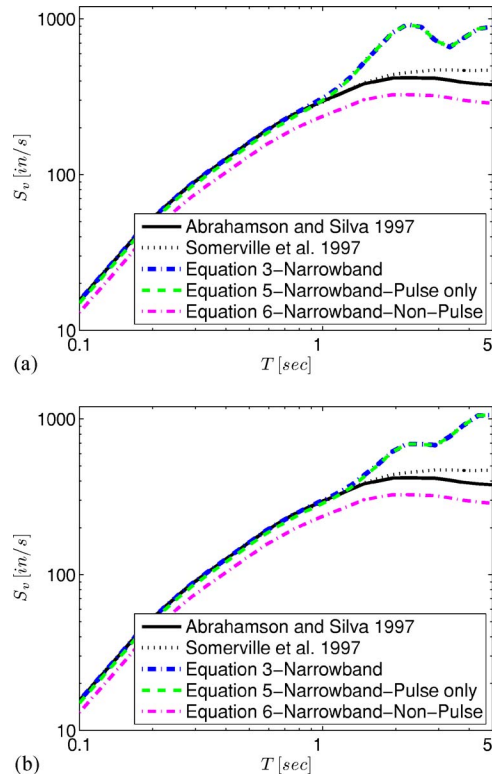 1000
100
10
S_v [in/s]
Abrahamson and Silva 1997
Somerville et al. 1997
Equation 3−Narrowband
Equation 5−Narrowband−Pulse only
Equation 6−Narrowband−Non−Pulse
0.1 1 5
T [sec]
(a)
1000
100
10
S_v [in/s]
Abrahamson and Silva 1997
Somerville et al. 1997
Equation 3−Narrowband
Equation 5−Narrowband−Pulse only
Equation 6−Narrowband−Non−Pulse
0.1 1 5
T [sec]
(b)